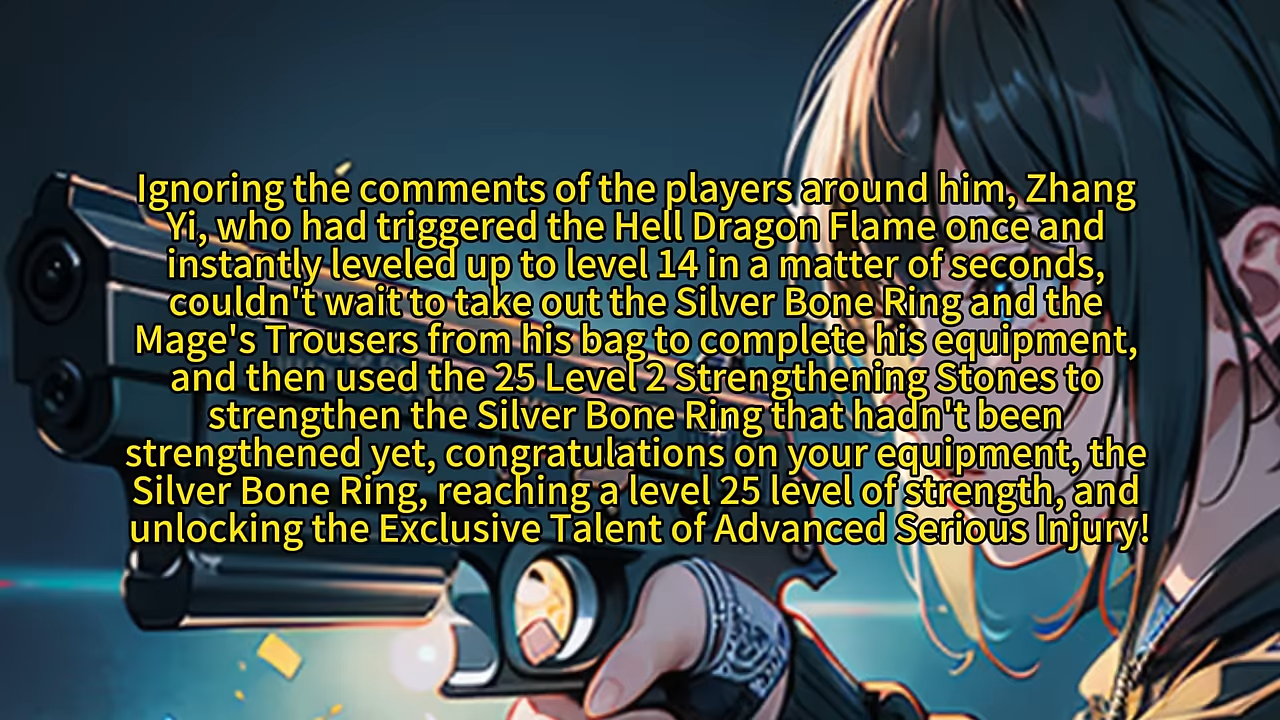 Ignoring the comments of the players around him, Zhang
Yi, who had triggered the Hell Dragon Flame once and
instantly leveled up to level 14 in a matter of seconds,
couldn't wait to take out the Silver Bone Ring and the
Mage's Trousers from his bag to complete his equipment,
and then used the 25 Level 2 Strengthening Stones to
strengthen the Silver Bone Ring that hadn't been
strengthened yet, congratulations on your equipment, the
Silver Bone Ring, reaching a level 25 level of strength, and
unlocking the Exclusive Talent of Advanced Serious Injury!